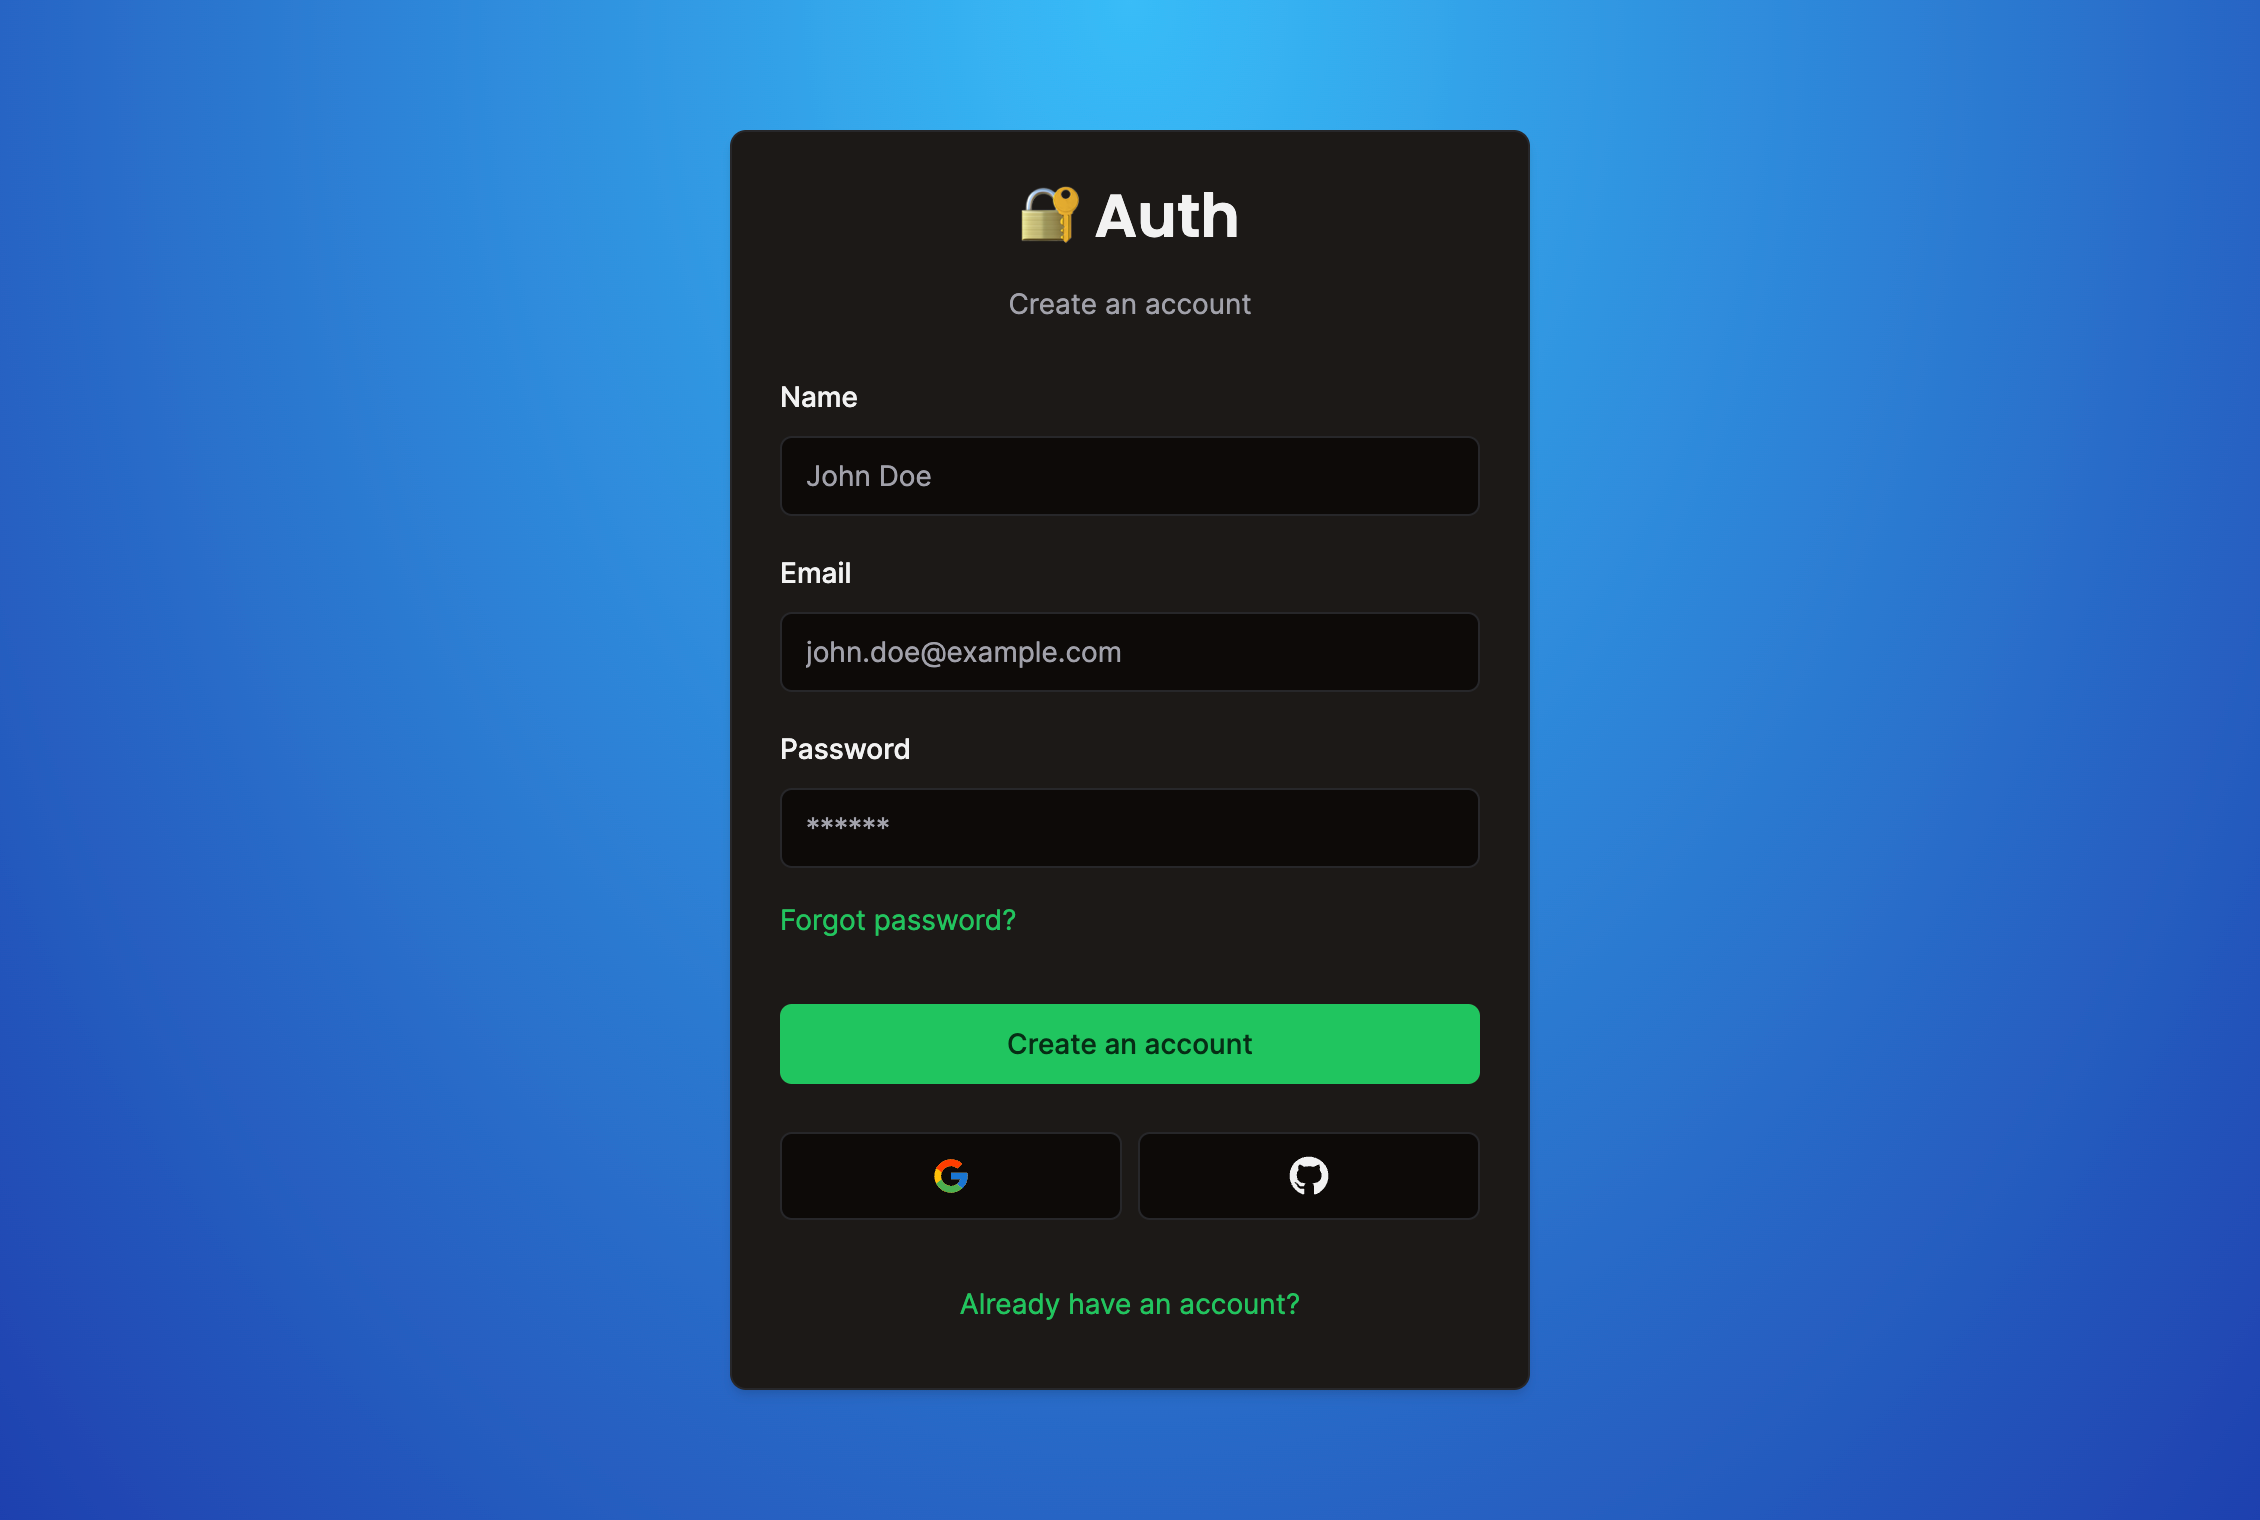 🔐 Auth
Create an account
Name
John Doe
Email
john.doe@example.com
Password
******
Forgot password?
Create an account
Already have an account?